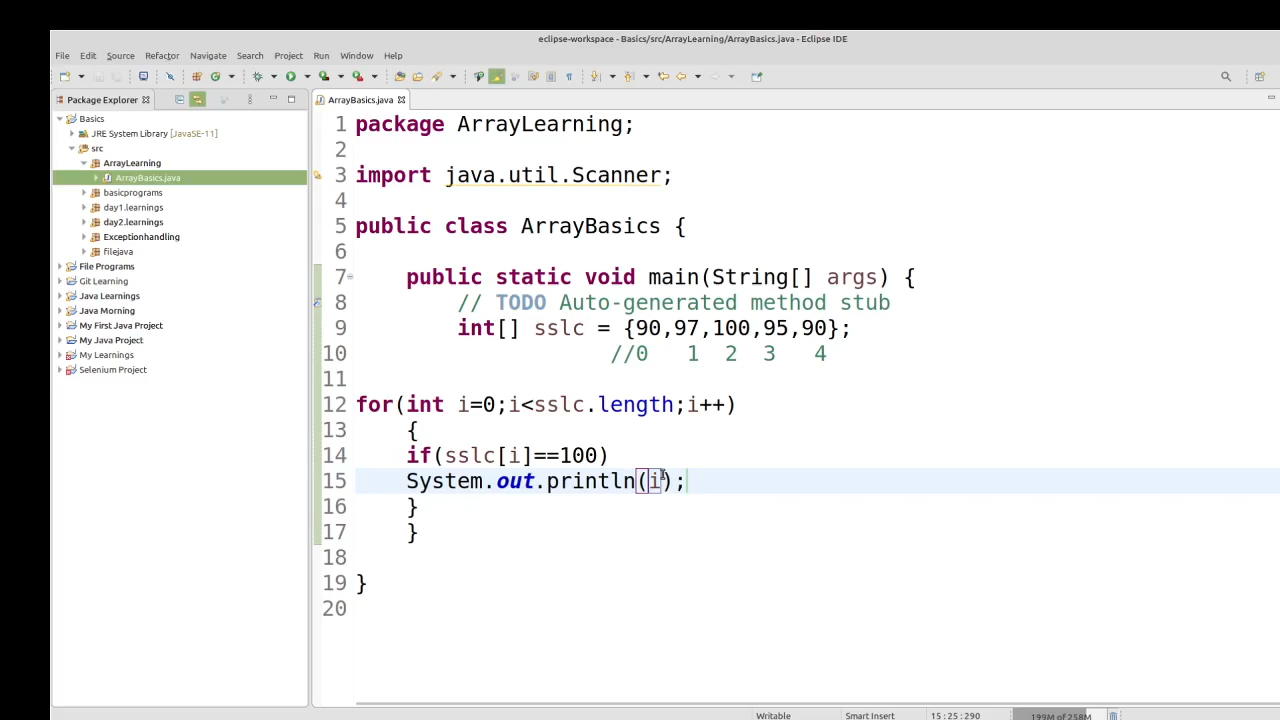 eclipse-workspace - Basics/src/ArrayLearning/ArrayBasics.java - Eclipse IDE
File Edit Source Refactor Navigate Search Project Run Window Help
Package Explorer
Basics
JRE System Library [JavaSE-11]
src
ArrayLearning
ArrayBasics.java
basicprograms
day1.learnings
day2.learnings
Exceptionhandling
filejava
File Programs
Git Learning
Java Learnings
Java Morning
My First Java Project
My Java Project
My Learnings
Selenium Project
ArrayBasics.java
1 package ArrayLearning;
2
3 import java.util.Scanner;
4
5 public class ArrayBasics {
6
7 public static void main(String[] args) {
8 // TODO Auto-generated method stub
9 int[] sslc = {90,97,100,95,90};
10 //0 1 2 3 4
11
12 for(int i=0;i<sslc.length;i++)
13 {
14 if(sslc[i]==100)
15 System.out.println(i);
16 }
17 }
18
19 }
20
Writable Smart Insert 15:25:290 199M of 258M